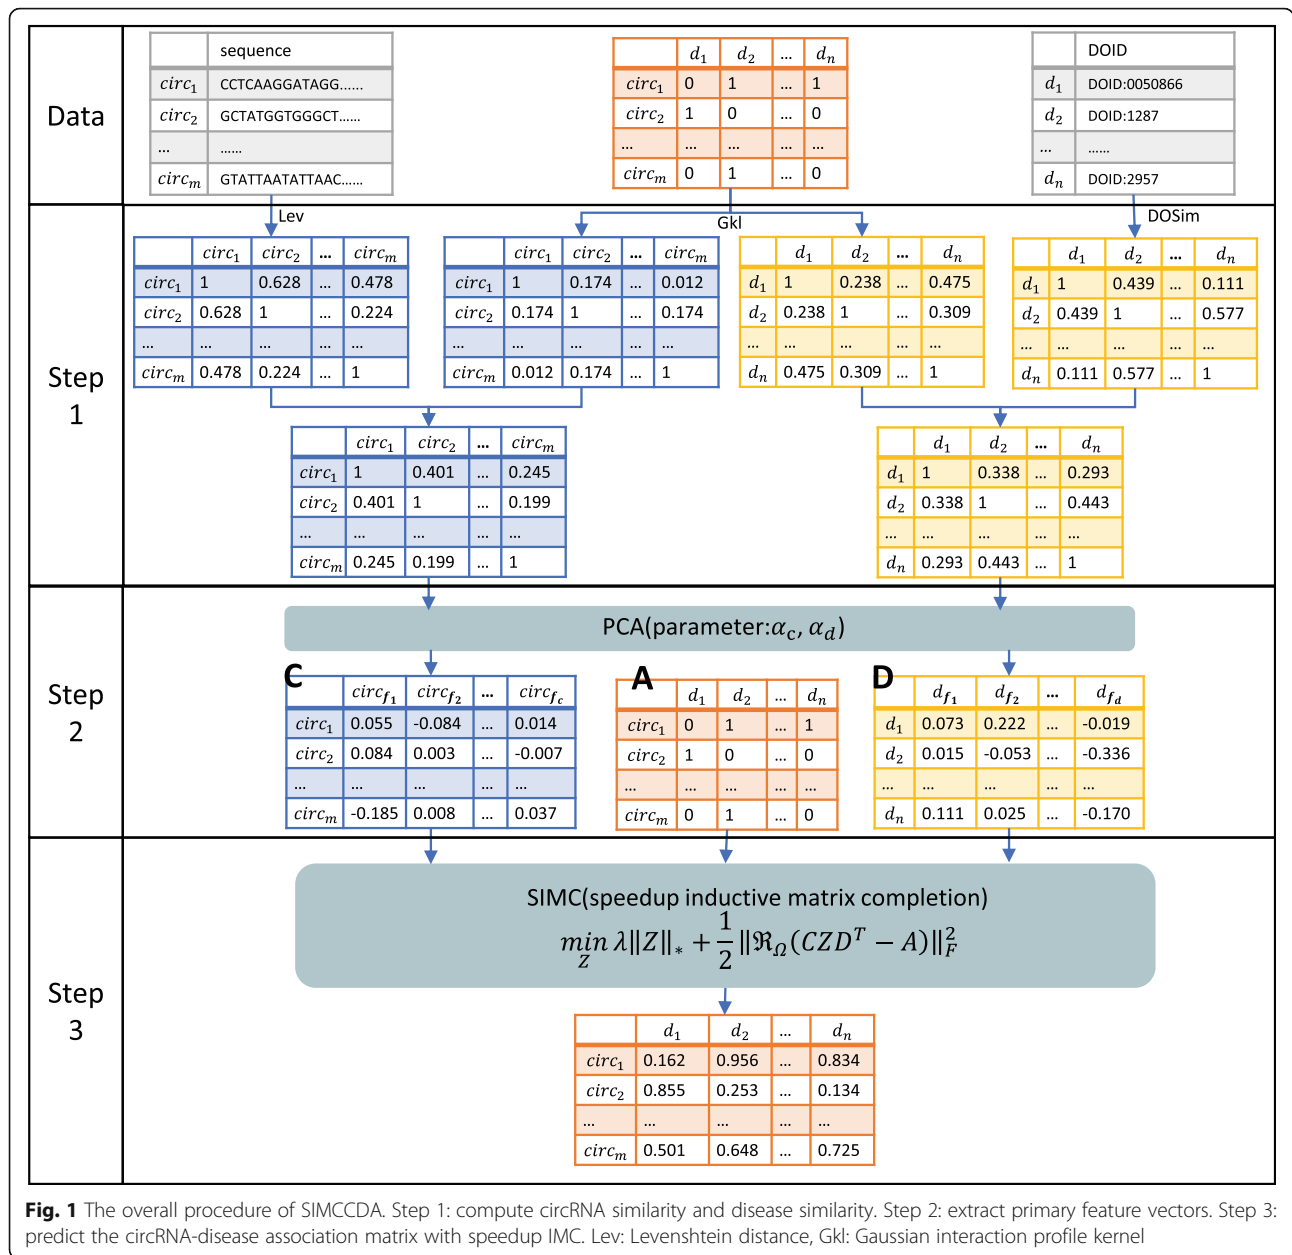 Data
sequence
circ1 CCTCAAGGATAGG......
circ2 GCTATGGTGGGCT......
... ......
circm GTATTAATATTAAC......
d1 d2 ... dn
circ1 0 1 ... 1
circ2 1 0 ... 0
... ... ... ... ...
circm 0 1 ... 0
DOID
d1 DOID:0050866
d2 DOID:1287
... ......
dn DOID:2957
Step 1
Lev
Gkl
DOSim
circ1 circ2 ... circm
circ1 1 0.628 ... 0.478
circ2 0.628 1 ... 0.224
... ... ... ... ...
circm 0.478 0.224 ... 1
circ1 circ2 ... circm
circ1 1 0.174 ... 0.012
circ2 0.174 1 ... 0.174
... ... ... ... ...
circm 0.012 0.174 ... 1
d1 d2 ... dn
d1 1 0.238 ... 0.475
d2 0.238 1 ... 0.309
... ... ... ... ...
dn 0.475 0.309 ... 1
d1 d2 ... dn
d1 1 0.439 ... 0.111
d2 0.439 1 ... 0.577
... ... ... ... ...
dn 0.111 0.577 ... 1
circ1 circ2 ... circm
circ1 1 0.401 ... 0.245
circ2 0.401 1 ... 0.199
... ... ... ... ...
circm 0.245 0.199 ... 1
d1 d2 ... dn
d1 1 0.338 ... 0.293
d2 0.338 1 ... 0.443
... ... ... ... ...
dn 0.293 0.443 ... 1
Step 2
PCA(parameter:αc, αd)
C
circf1 circf2 ... circfc
circ1 0.055 -0.084 ... 0.014
circ2 0.084 0.003 ... -0.007
... ... ... ... ...
circm -0.185 0.008 ... 0.037
A
d1 d2 ... dn
circ1 0 1 ... 1
circ2 1 0 ... 0
... ... ... ... ...
circm 0 1 ... 0
D
df1 df2 ... dfd
d1 0.073 0.222 ... -0.019
d2 0.015 -0.053 ... -0.336
... ... ... ... ...
dn 0.111 0.025 ... -0.170
Step 3
SIMC(speedup inductive matrix completion)
min Z λ‖Z‖* + 1/2 ‖ℜΩ(CZD^T − A)‖²F
d1 d2 ... dn
circ1 0.162 0.956 ... 0.834
circ2 0.855 0.253 ... 0.134
... ... ... ... ...
circm 0.501 0.648 ... 0.725
Fig. 1 The overall procedure of SIMCCDA. Step 1: compute circRNA similarity and disease similarity. Step 2: extract primary feature vectors. Step 3:
predict the circRNA-disease association matrix with speedup IMC. Lev: Levenshtein distance, Gkl: Gaussian interaction profile kernel